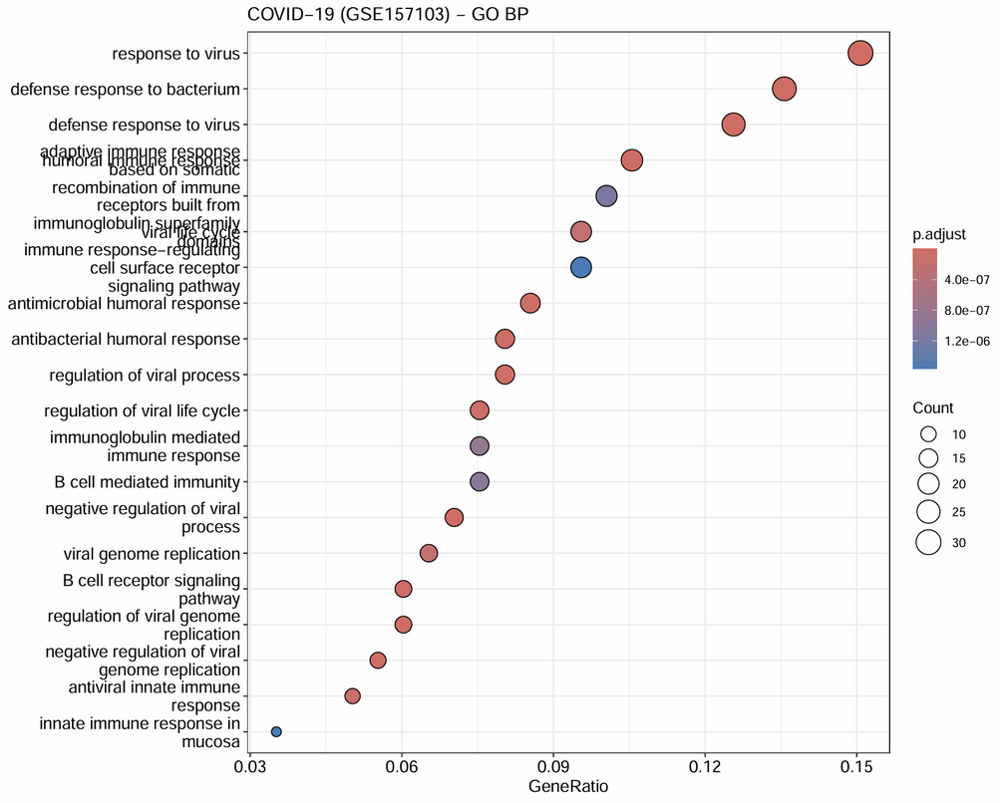 COVID−19 (GSE157103) − GO BP
response to virus
defense response to bacterium
defense response to virus
adaptive immune response
humoral immune response
based on somatic
recombination of immune
receptors built from
immunoglobulin superfamily
viral life cycle
domains
immune response−regulating
cell surface receptor
signaling pathway
antimicrobial humoral response
antibacterial humoral response
regulation of viral process
regulation of viral life cycle
immunoglobulin mediated
immune response
B cell mediated immunity
negative regulation of viral
process
viral genome replication
B cell receptor signaling
pathway
regulation of viral genome
replication
negative regulation of viral
genome replication
antiviral innate immune
response
innate immune response in
mucosa
0.03
0.06
0.09
0.12
0.15
GeneRatio
p.adjust
4.0e−07
8.0e−07
1.2e−06
Count
10
15
20
25
30